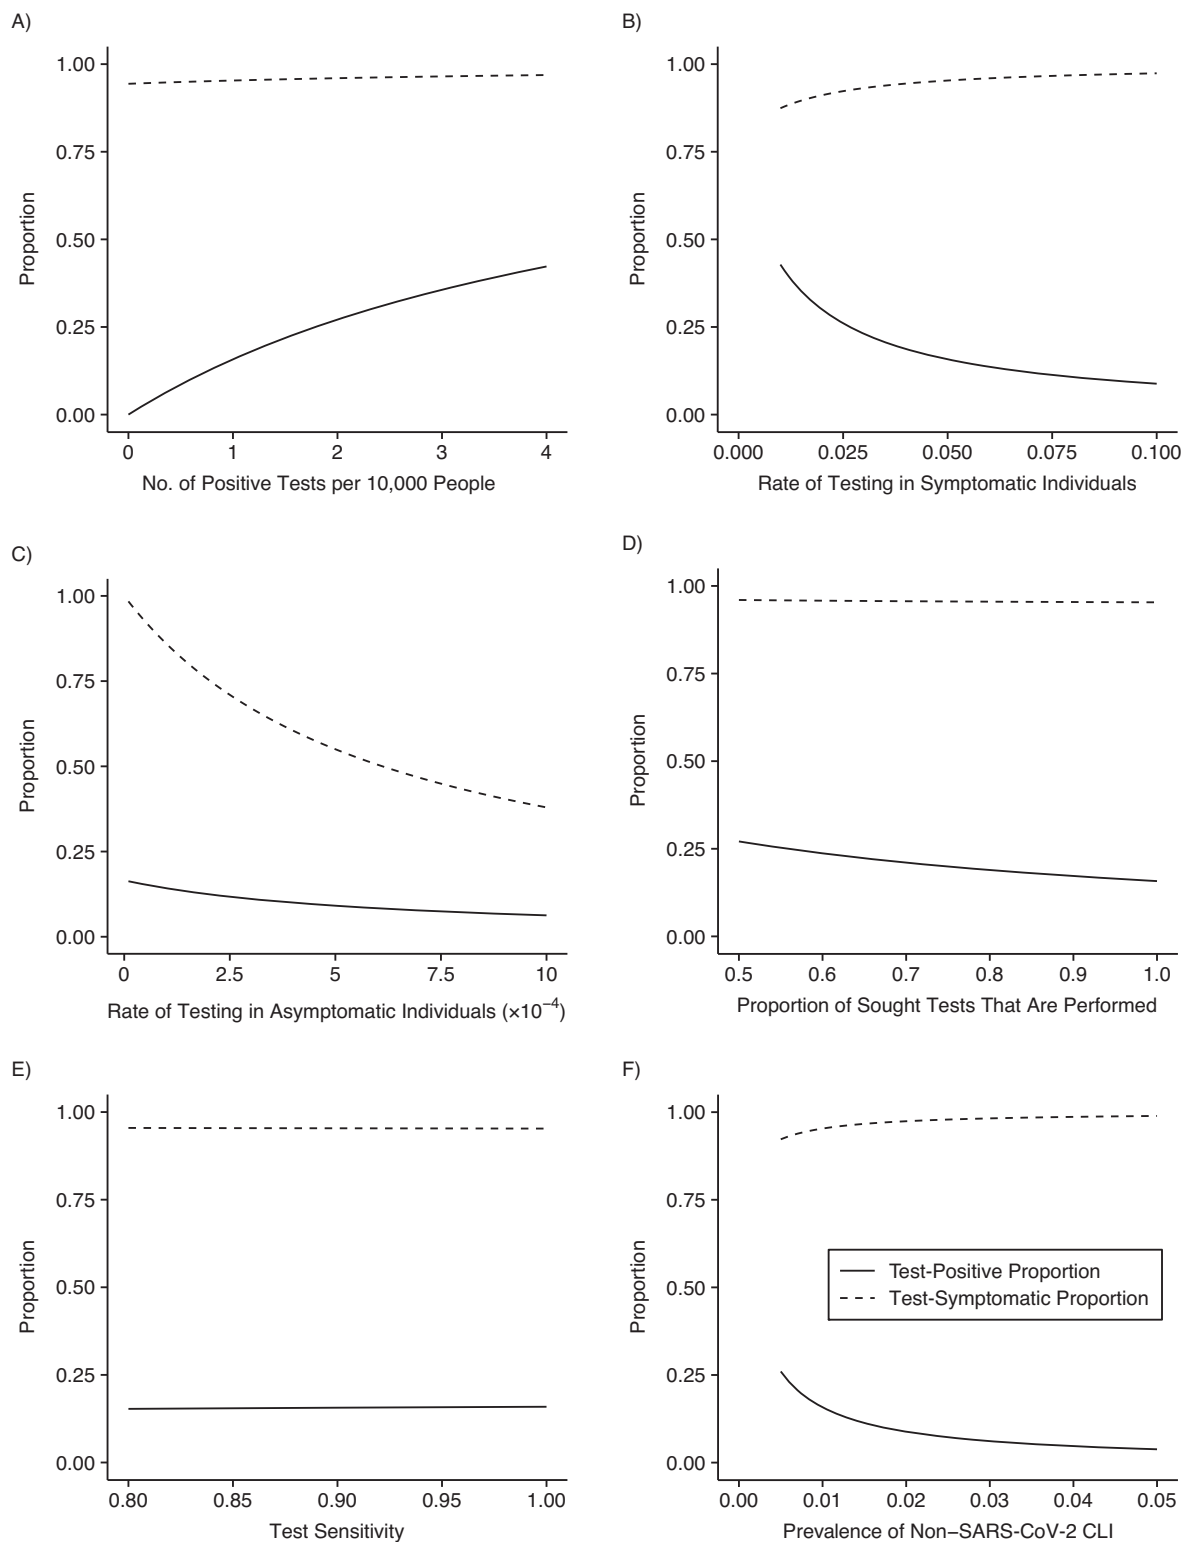 A)
1.00
0.75
0.50
0.25
0.00
Proportion
0 1 2 3 4
No. of Positive Tests per 10,000 People
B)
1.00
0.75
0.50
0.25
0.00
Proportion
0.000 0.025 0.050 0.075 0.100
Rate of Testing in Symptomatic Individuals
C)
1.00
0.75
0.50
0.25
0.00
Proportion
0 2.5 5 7.5 10
Rate of Testing in Asymptomatic Individuals (×10⁻⁴)
D)
1.00
0.75
0.50
0.25
0.00
Proportion
0.5 0.6 0.7 0.8 0.9 1.0
Proportion of Sought Tests That Are Performed
E)
1.00
0.75
0.50
0.25
0.00
Proportion
0.80 0.85 0.90 0.95 1.00
Test Sensitivity
F)
1.00
0.75
0.50
0.25
0.00
Proportion
Test-Positive Proportion
Test-Symptomatic Proportion
0.00 0.01 0.02 0.03 0.04 0.05
Prevalence of Non−SARS-CoV-2 CLI